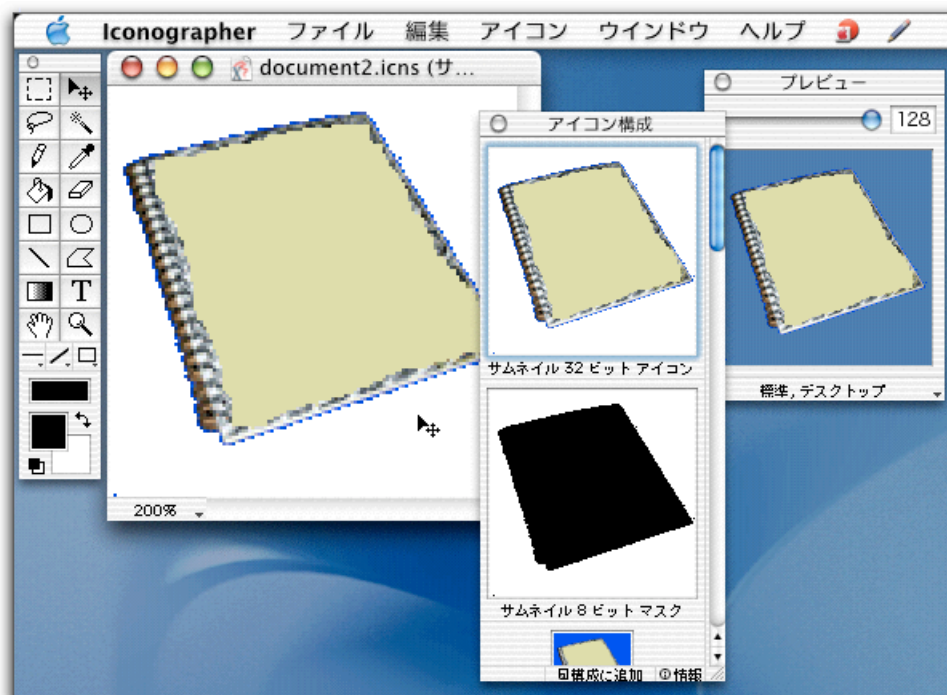 Iconographer ファイル 編集 アイコン ウインドウ ヘルプ
document2.icns (サ...
プレビュー
128
アイコン構成
T
サムネイル 32 ビット アイコン
標準, デスクトップ
200%
サムネイル 8 ビット マスク
構成に追加 情報